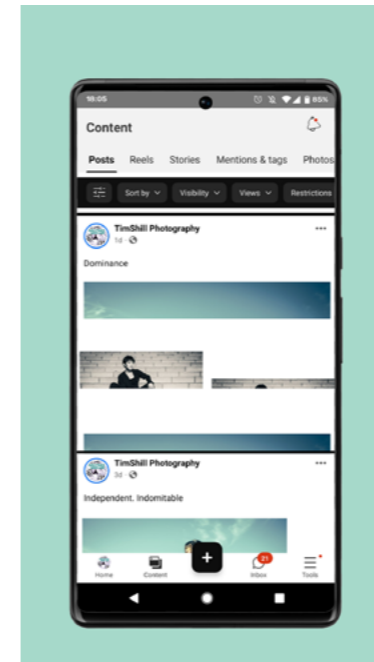 18:05
85%
Content
Posts Reels Stories Mentions & tags Photos
Sort by Visibility Views Restrictions
TimShill Photography
1d
Dominance
TimShill Photography
3d
Independent. Indomitable
+
21
Home Content Inbox Tools